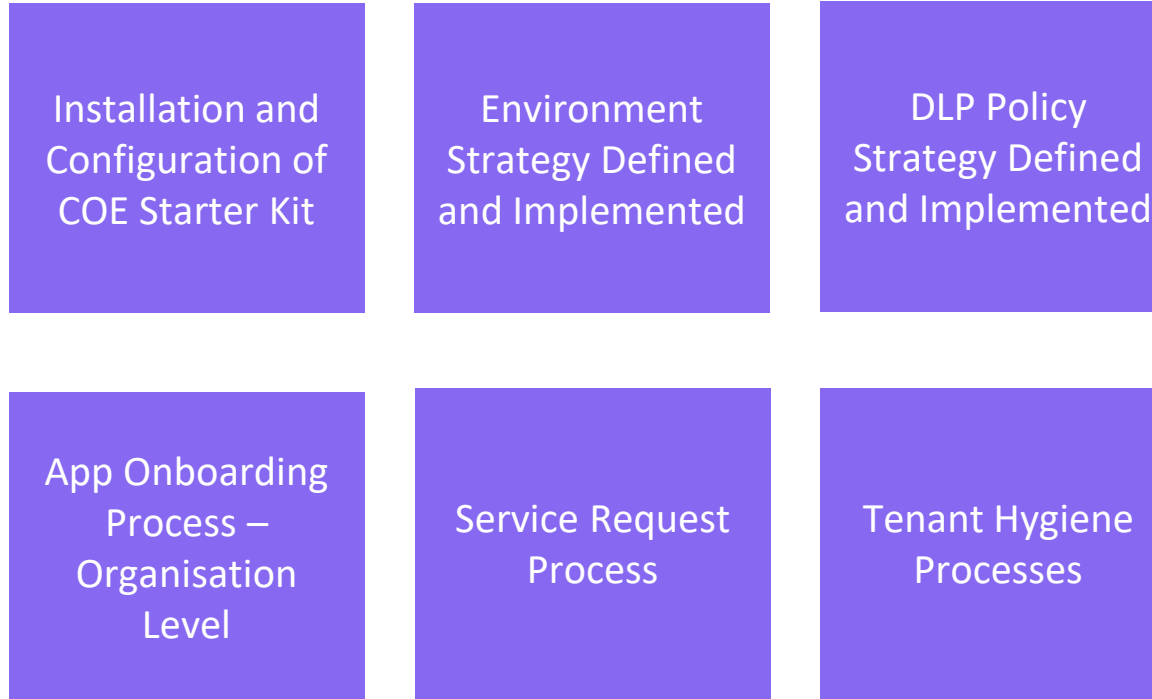 Installation and
Configuration of
COE Starter Kit
Environment
Strategy Defined
and Implemented
DLP Policy
Strategy Defined
and Implemented
App Onboarding
Process –
Organisation
Level
Service Request
Process
Tenant Hygiene
Processes